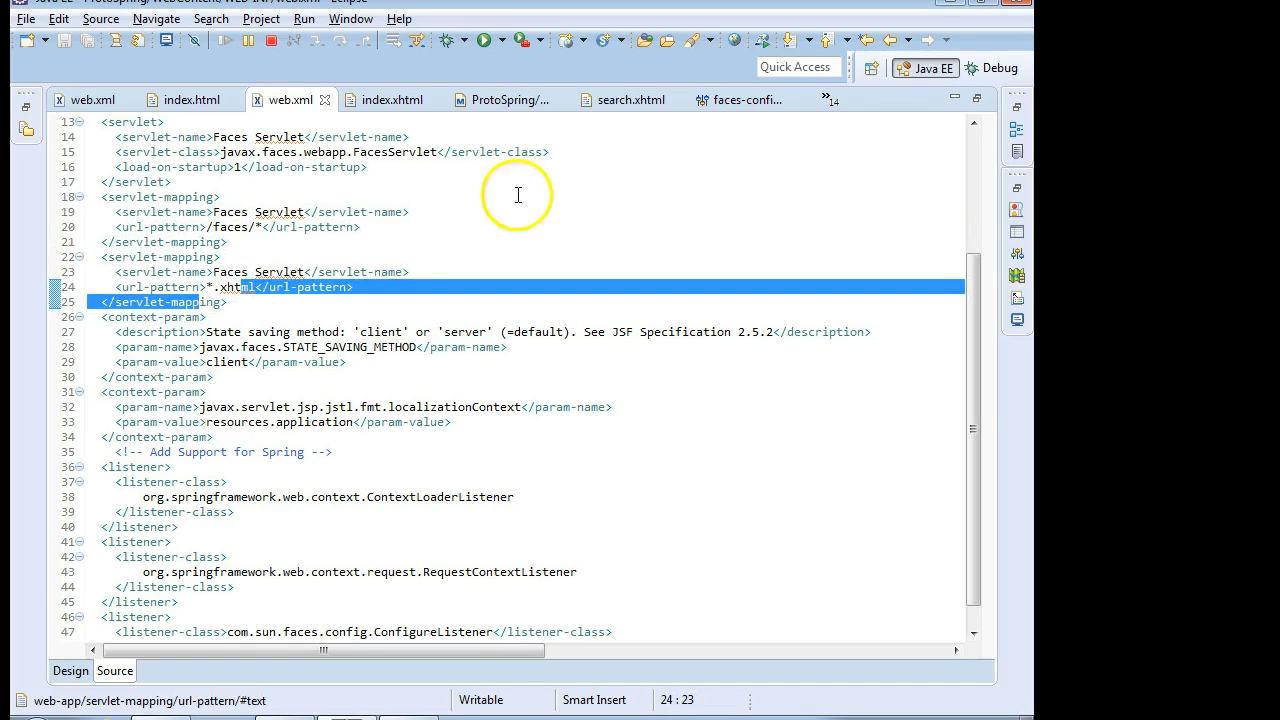 Java EE - ProtoSpring/WebContent/WEB-INF/web.xml - Eclipse
File Edit Source Navigate Search Project Run Window Help
Quick Access Java EE Debug
web.xml index.html web.xml index.xhtml ProtoSpring/... search.xhtml faces-confi... 14
13 <servlet>
14 <servlet-name>Faces Servlet</servlet-name>
15 <servlet-class>javax.faces.webapp.FacesServlet</servlet-class>
16 <load-on-startup>1</load-on-startup>
17 </servlet>
18 <servlet-mapping>
19 <servlet-name>Faces Servlet</servlet-name>
20 <url-pattern>/faces/*</url-pattern>
21 </servlet-mapping>
22 <servlet-mapping>
23 <servlet-name>Faces Servlet</servlet-name>
24 <url-pattern>*.xhtml</url-pattern>
25 </servlet-mapping>
26 <context-param>
27 <description>State saving method: 'client' or 'server' (=default). See JSF Specification 2.5.2</description>
28 <param-name>javax.faces.STATE_SAVING_METHOD</param-name>
29 <param-value>client</param-value>
30 </context-param>
31 <context-param>
32 <param-name>javax.servlet.jsp.jstl.fmt.localizationContext</param-name>
33 <param-value>resources.application</param-value>
34 </context-param>
35 <!-- Add Support for Spring -->
36 <listener>
37 <listener-class>
38 org.springframework.web.context.ContextLoaderListener
39 </listener-class>
40 </listener>
41 <listener>
42 <listener-class>
43 org.springframework.web.context.request.RequestContextListener
44 </listener-class>
45 </listener>
46 <listener>
47 <listener-class>com.sun.faces.config.ConfigureListener</listener-class>
Design Source
web-app/servlet-mapping/url-pattern/#text Writable Smart Insert 24 : 23